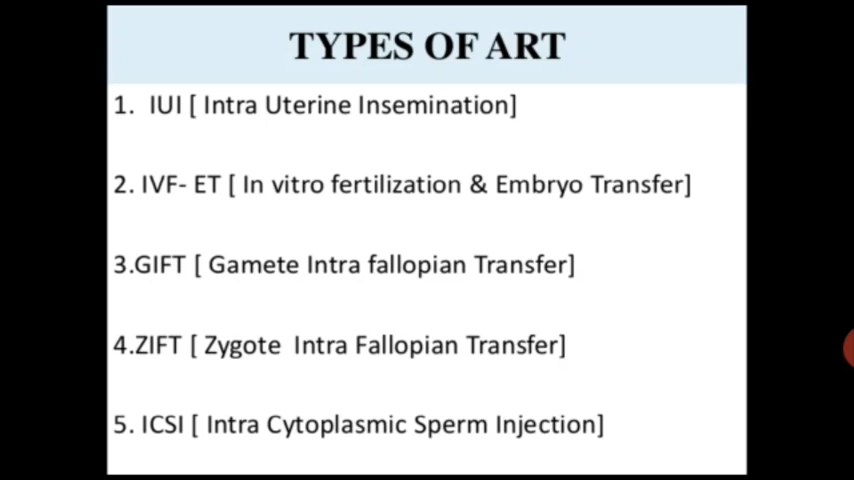 TYPES OF ART
1. IUI [ Intra Uterine Insemination]
2. IVF- ET [ In vitro fertilization & Embryo Transfer]
3.GIFT [ Gamete Intra fallopian Transfer]
4.ZIFT [ Zygote Intra Fallopian Transfer]
5. ICSI [ Intra Cytoplasmic Sperm Injection]